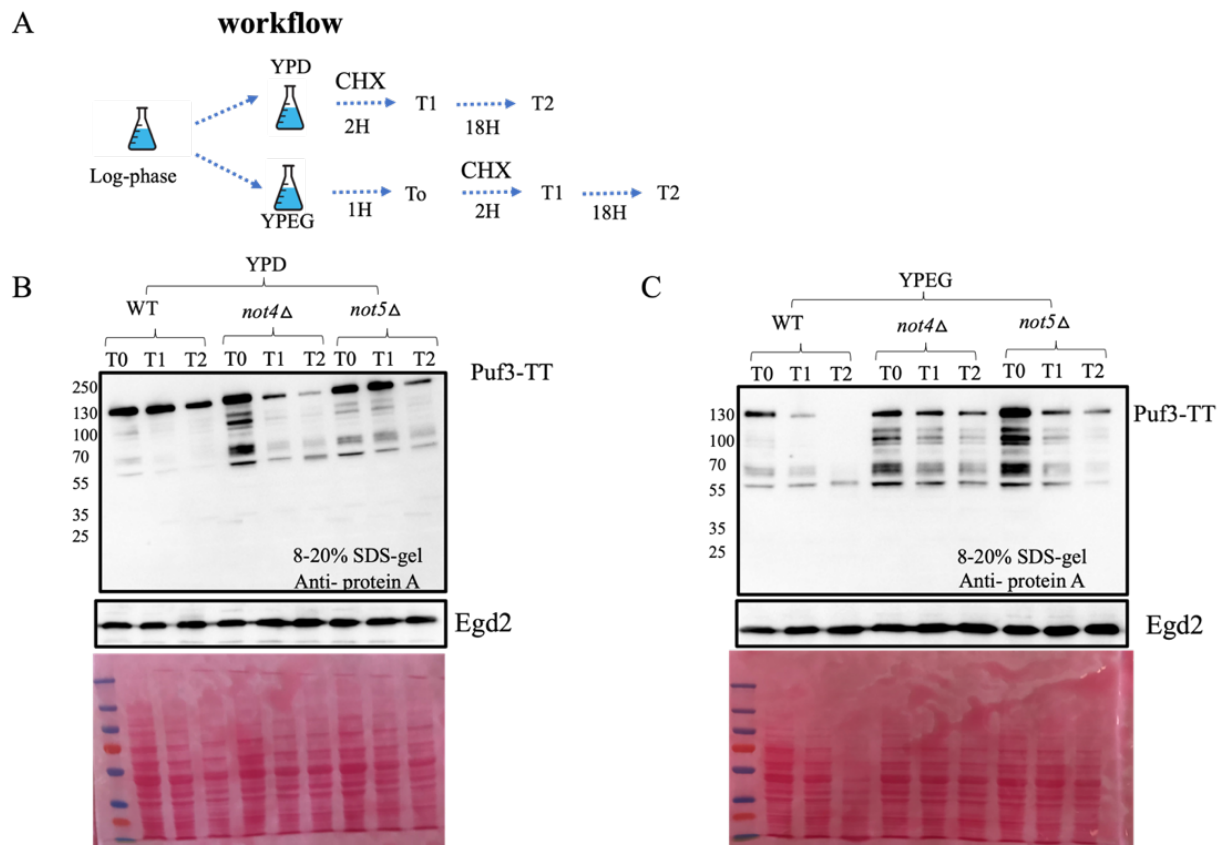 A
workflow
YPD
CHX
T1
T2
2H
18H
Log-phase
YPEG
1H
To
CHX
2H
T1
18H
T2
B
YPD
WT
not4Δ
not5Δ
T0 T1 T2 T0 T1 T2 T0 T1 T2
Puf3-TT
250
130
100
70
55
35
25
8-20% SDS-gel
Anti- protein A
Egd2
C
YPEG
WT
not4Δ
not5Δ
T0 T1 T2 T0 T1 T2 T0 T1 T2
Puf3-TT
130
100
70
55
35
25
8-20% SDS-gel
Anti- protein A
Egd2